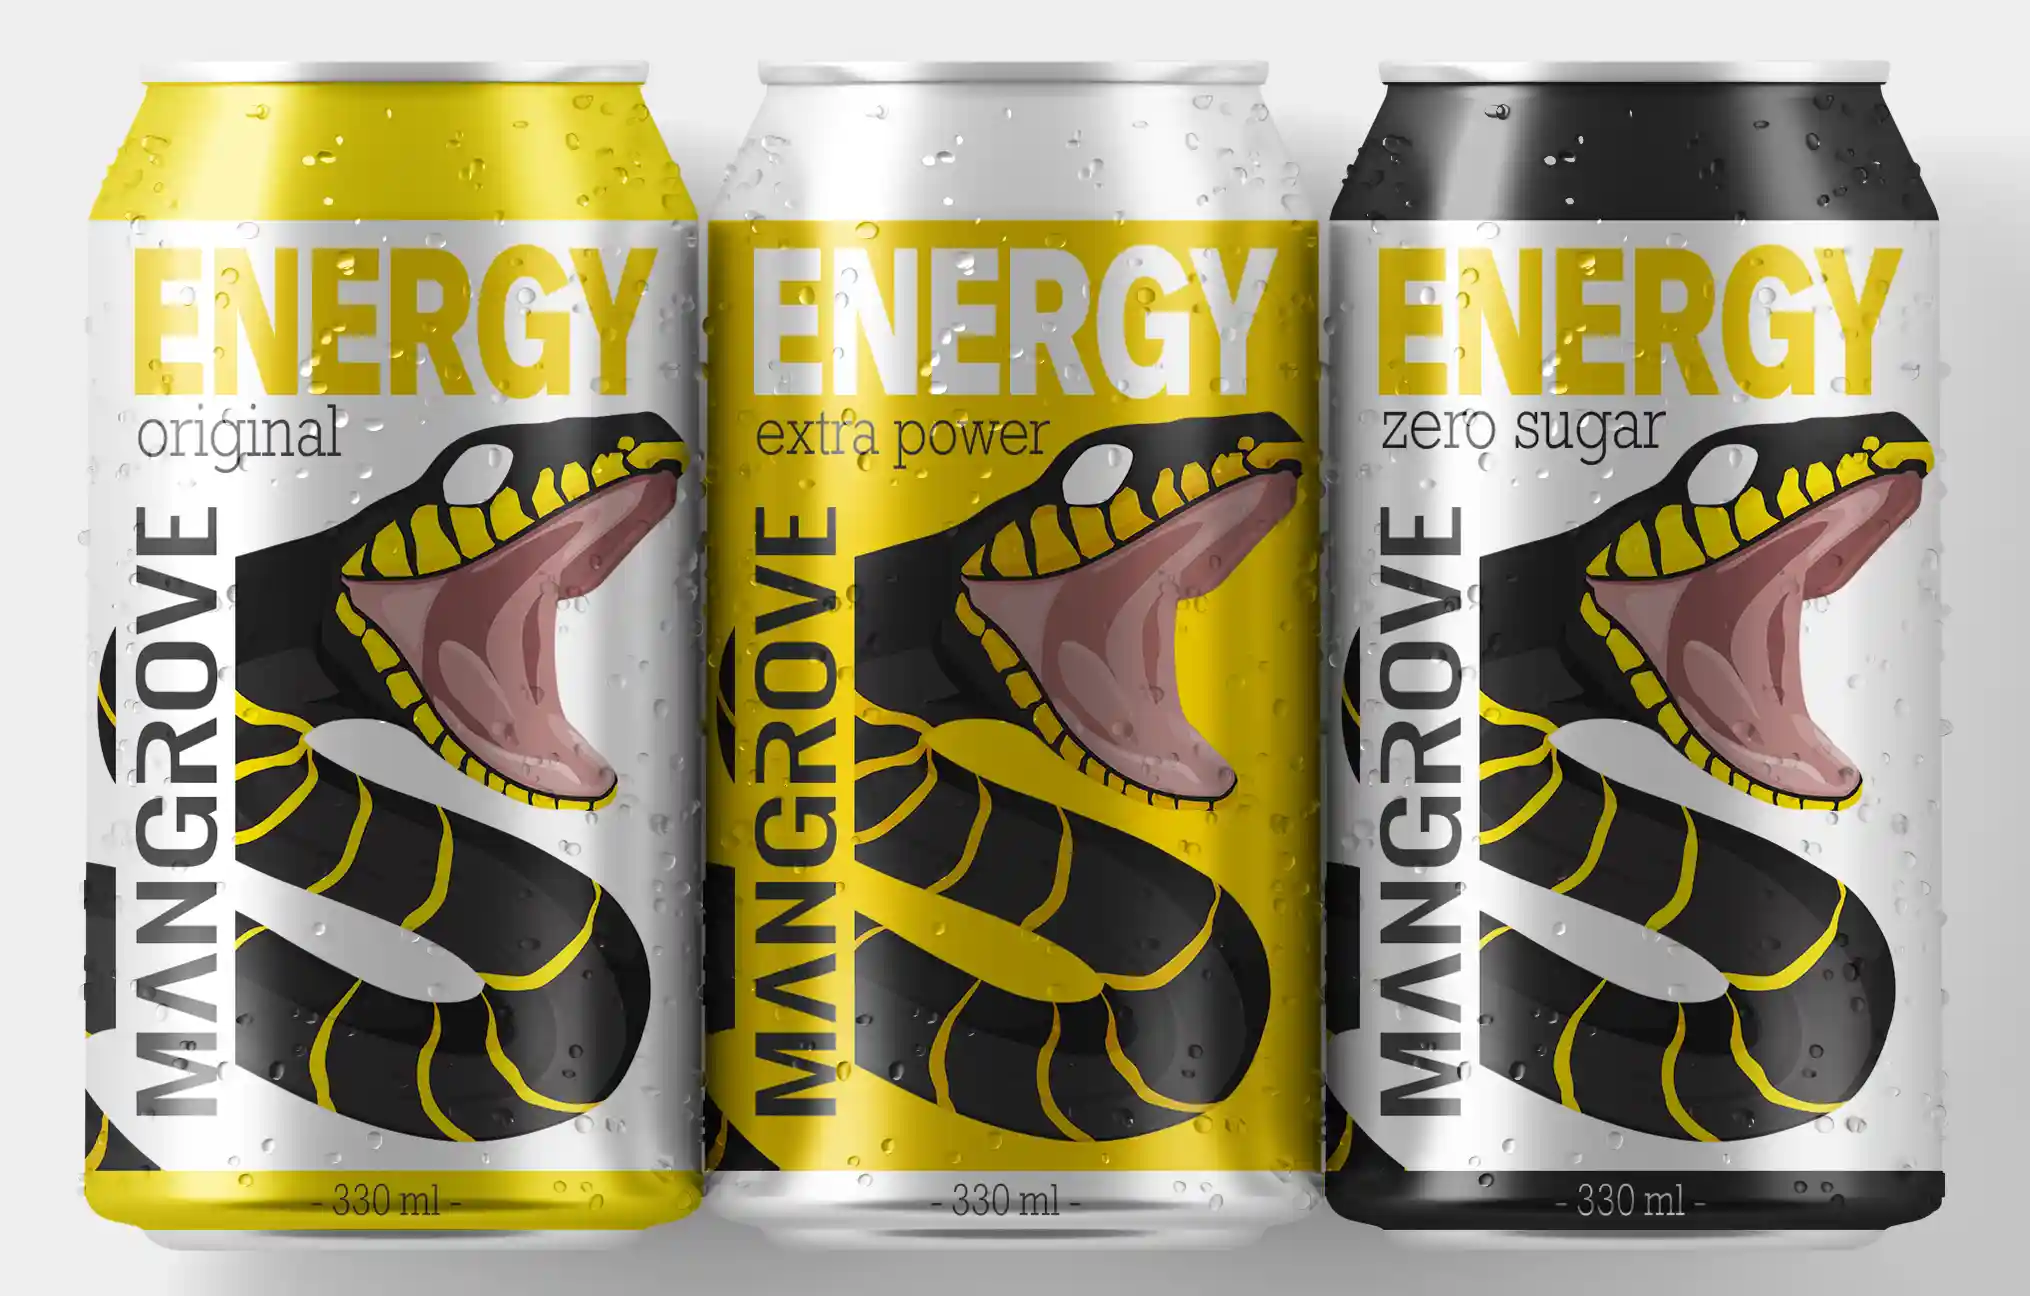 ENERGY
original
MANGROVE
- 330 ml -
ENERGY
extra power
MANGROVE
- 330 ml -
ENERGY
zero sugar
MANGROVE
- 330 ml -